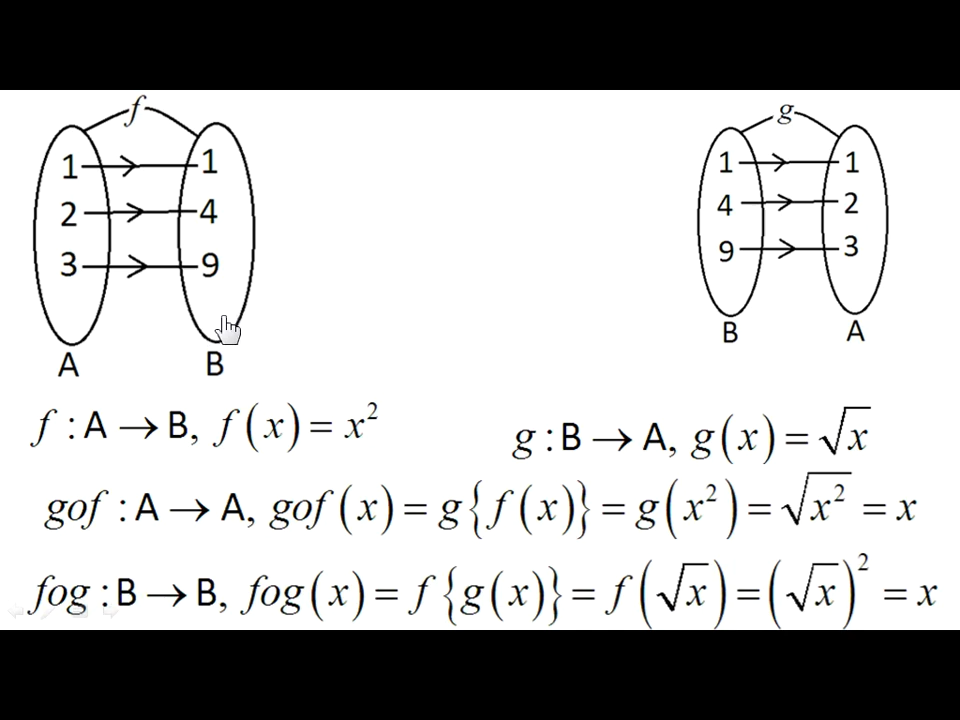 f
1 1
2 4
3 9
A B
g
1 1
4 2
9 3
B A
f : A → B, f(x) = x²
g : B → A, g(x) = √x
gof : A → A, gof(x) = g{f(x)} = g(x²) = √x² = x
fog : B → B, fog(x) = f{g(x)} = f(√x) = (√x)² = x